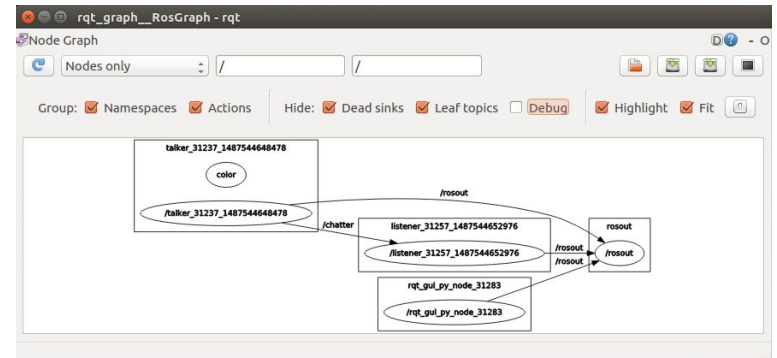 rqt_graph__RosGraph - rqt
Node Graph D - O
Nodes only / /
Group: Namespaces Actions Hide: Dead sinks Leaf topics Debug Highlight Fit
talker_31237_1487544648478
color
/rosout
/talker_31237_1487544648478
/chatter
listener_31257_1487544652976
rosout
/listener_31257_1487544652976
/rosout
/rosout
/rosout
rqt_gui_py_node_31283
/rqt_gui_py_node_31283